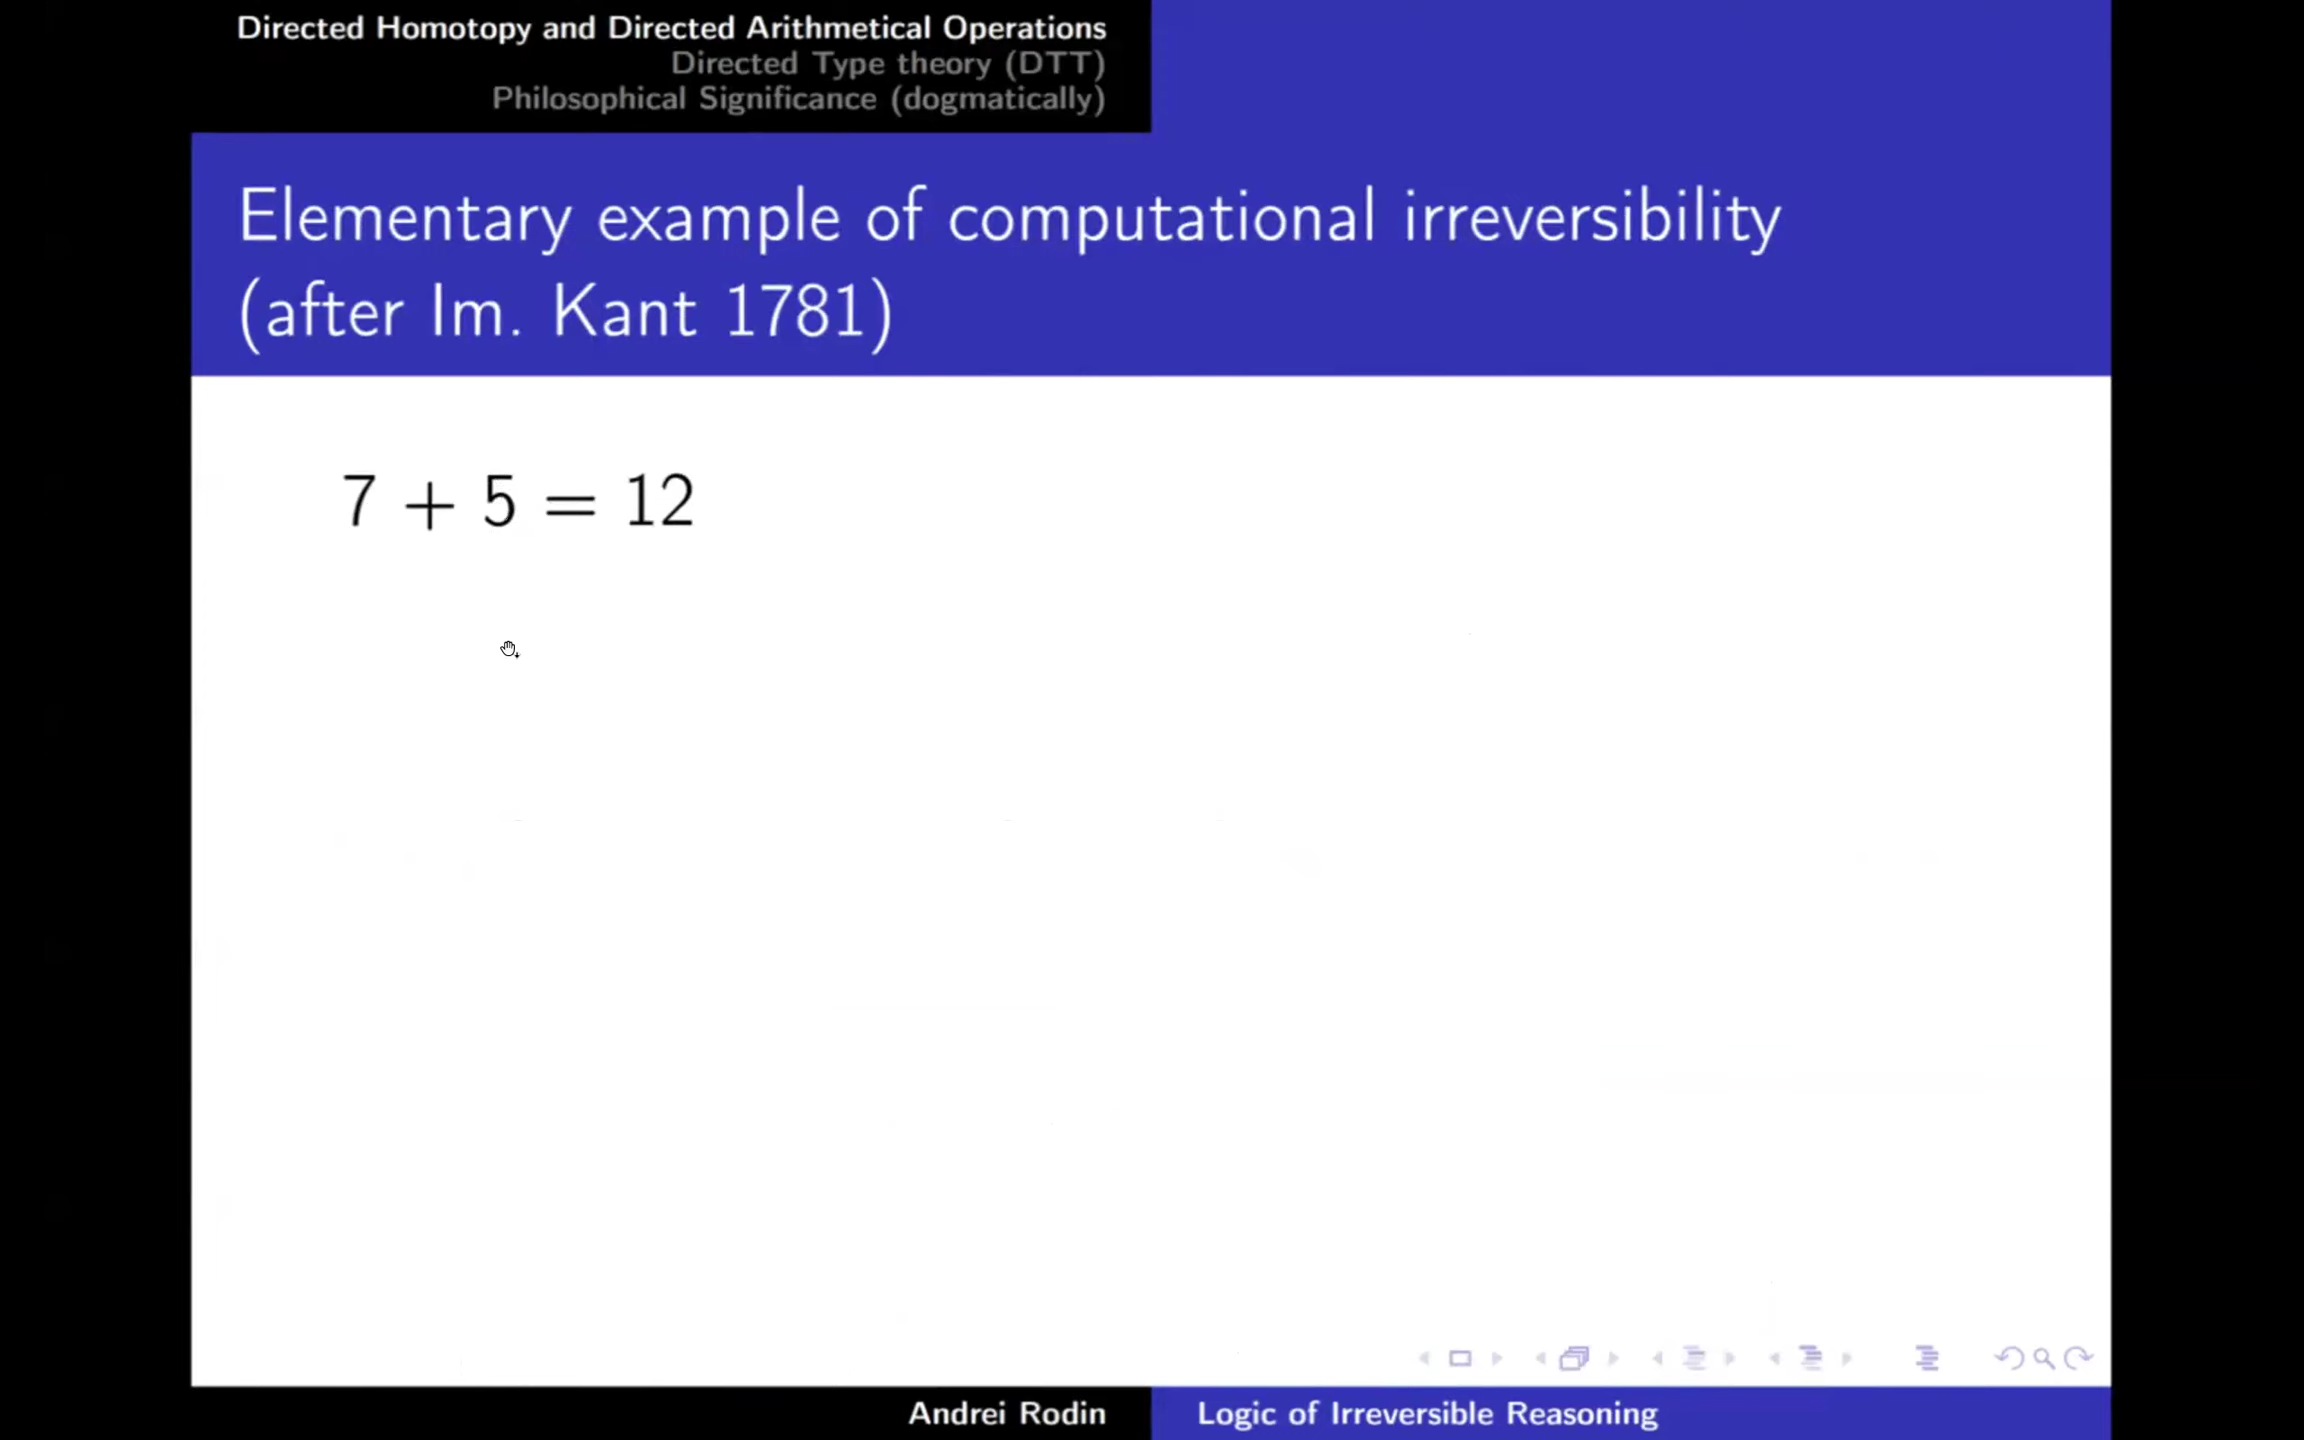 Directed Homotopy and Directed Arithmetical Operations
Directed Type theory (DTT)
Philosophical Significance (dogmatically)
Elementary example of computational irreversibility
(after Im. Kant 1781)
7 + 5 = 12
Andrei Rodin
Logic of Irreversible Reasoning